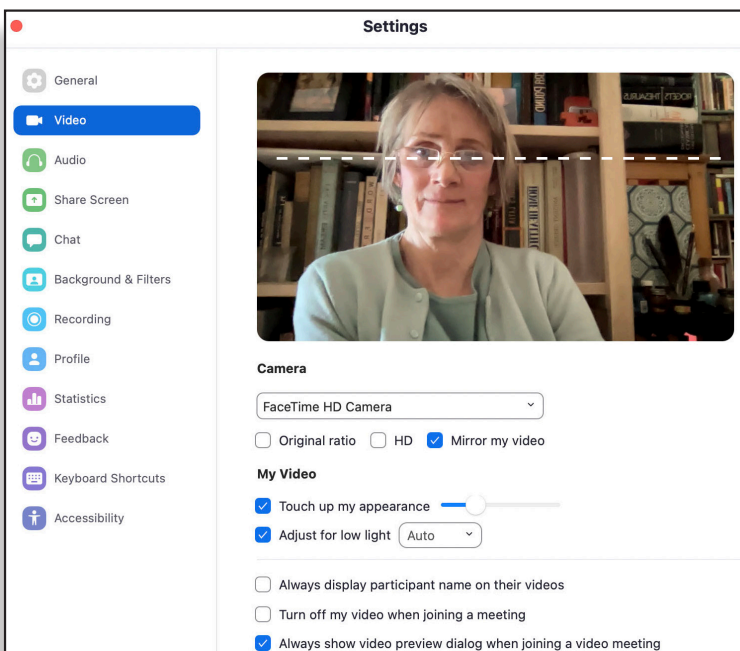 Settings
General
Video
Audio
Share Screen
Chat
Background & Filters
Recording
Profile
Statistics
Feedback
Keyboard Shortcuts
Accessibility
ROGETS THESAURUS
Camera
FaceTime HD Camera
Original ratio HD Mirror my video
My Video
Touch up my appearance
Adjust for low light Auto
Always display participant name on their videos
Turn off my video when joining a meeting
Always show video preview dialog when joining a video meeting